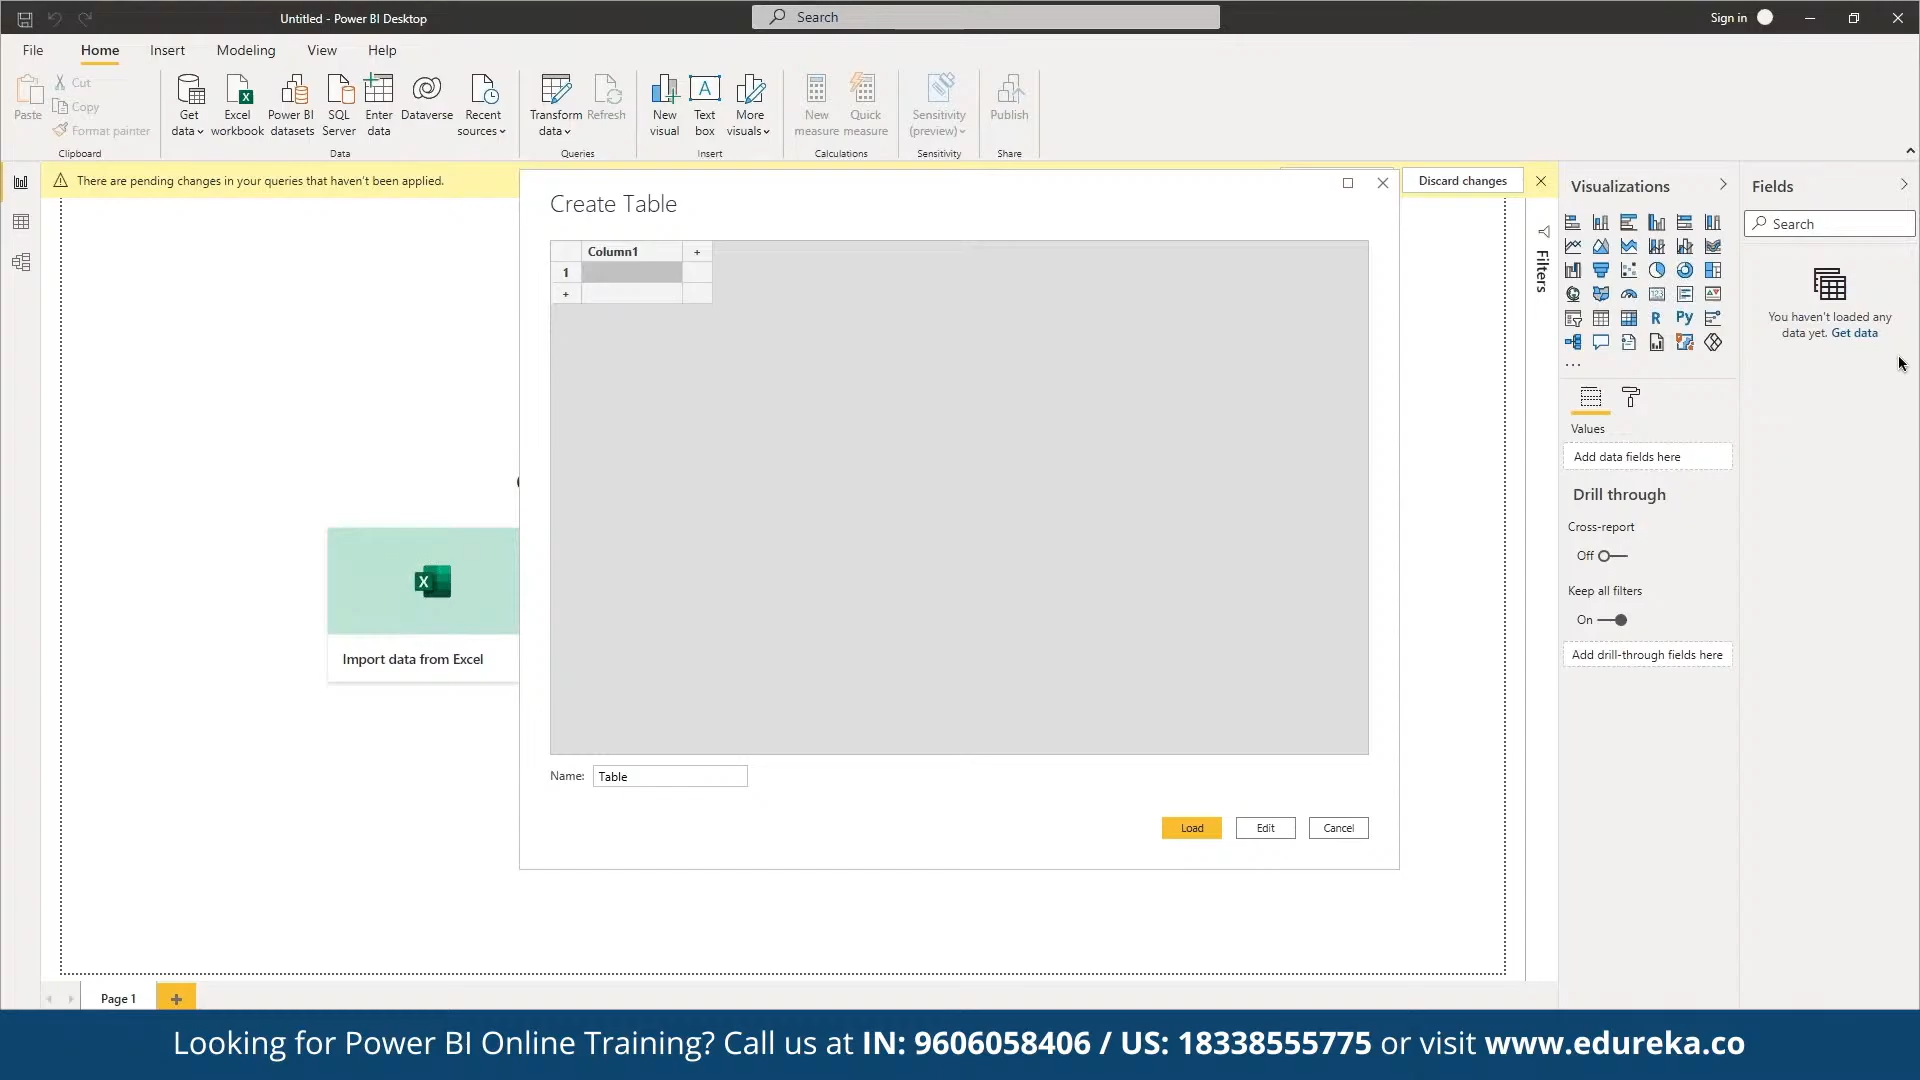 Untitled - Power BI Desktop
Search
Sign in
File
Home
Insert
Modeling
View
Help
Paste
Cut
Copy
Format painter
Clipboard
Get data
Excel workbook
Power BI datasets
SQL Server
Enter data
Dataverse
Recent sources
Data
Transform data
Refresh
Queries
New visual
Text box
More visuals
Insert
New measure
Quick measure
Calculations
Sensitivity (preview)
Sensitivity
Publish
Share
There are pending changes in your queries that haven't been applied.
Discard changes
Create Table
Column1
+
1
+
Name:
Table
Load
Edit
Cancel
Import data from Excel
Filters
Visualizations
R
Py
...
Values
Add data fields here
Drill through
Cross-report
Off
Keep all filters
On
Add drill-through fields here
Fields
Search
You haven't loaded any
data yet. Get data
Page 1
+
Looking for Power BI Online Training? Call us at IN: 9606058406 / US: 18338555775 or visit www.edureka.co